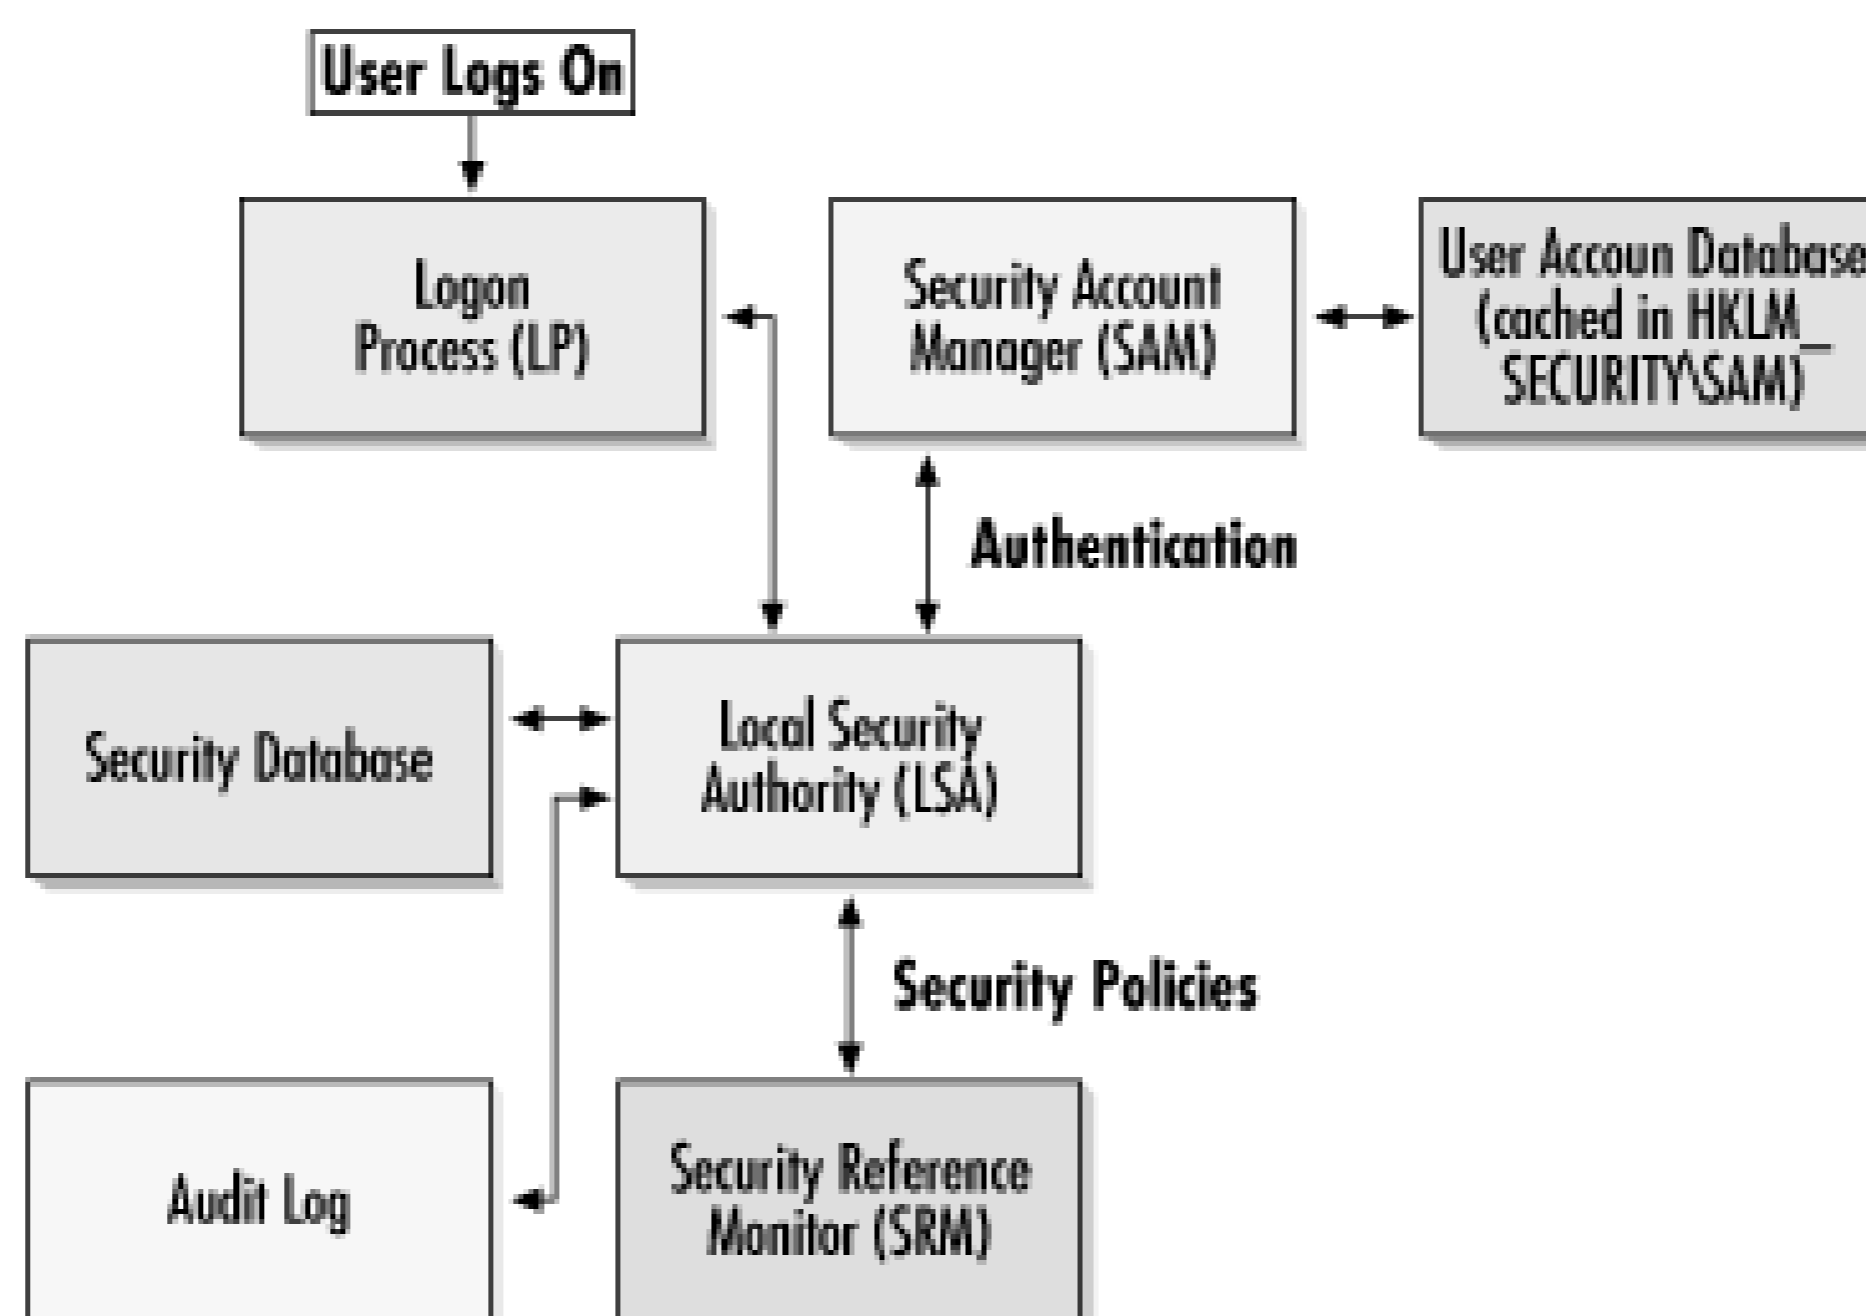 User Logs On
Logon
Process (LP)
Security Account
Manager (SAM)
User Accoun Database
(cached in HKLM_
SECURITY\SAM)
Authentication
Security Database
Local Security
Authority (LSA)
Security Policies
Audit Log
Security Reference
Monitor (SRM)